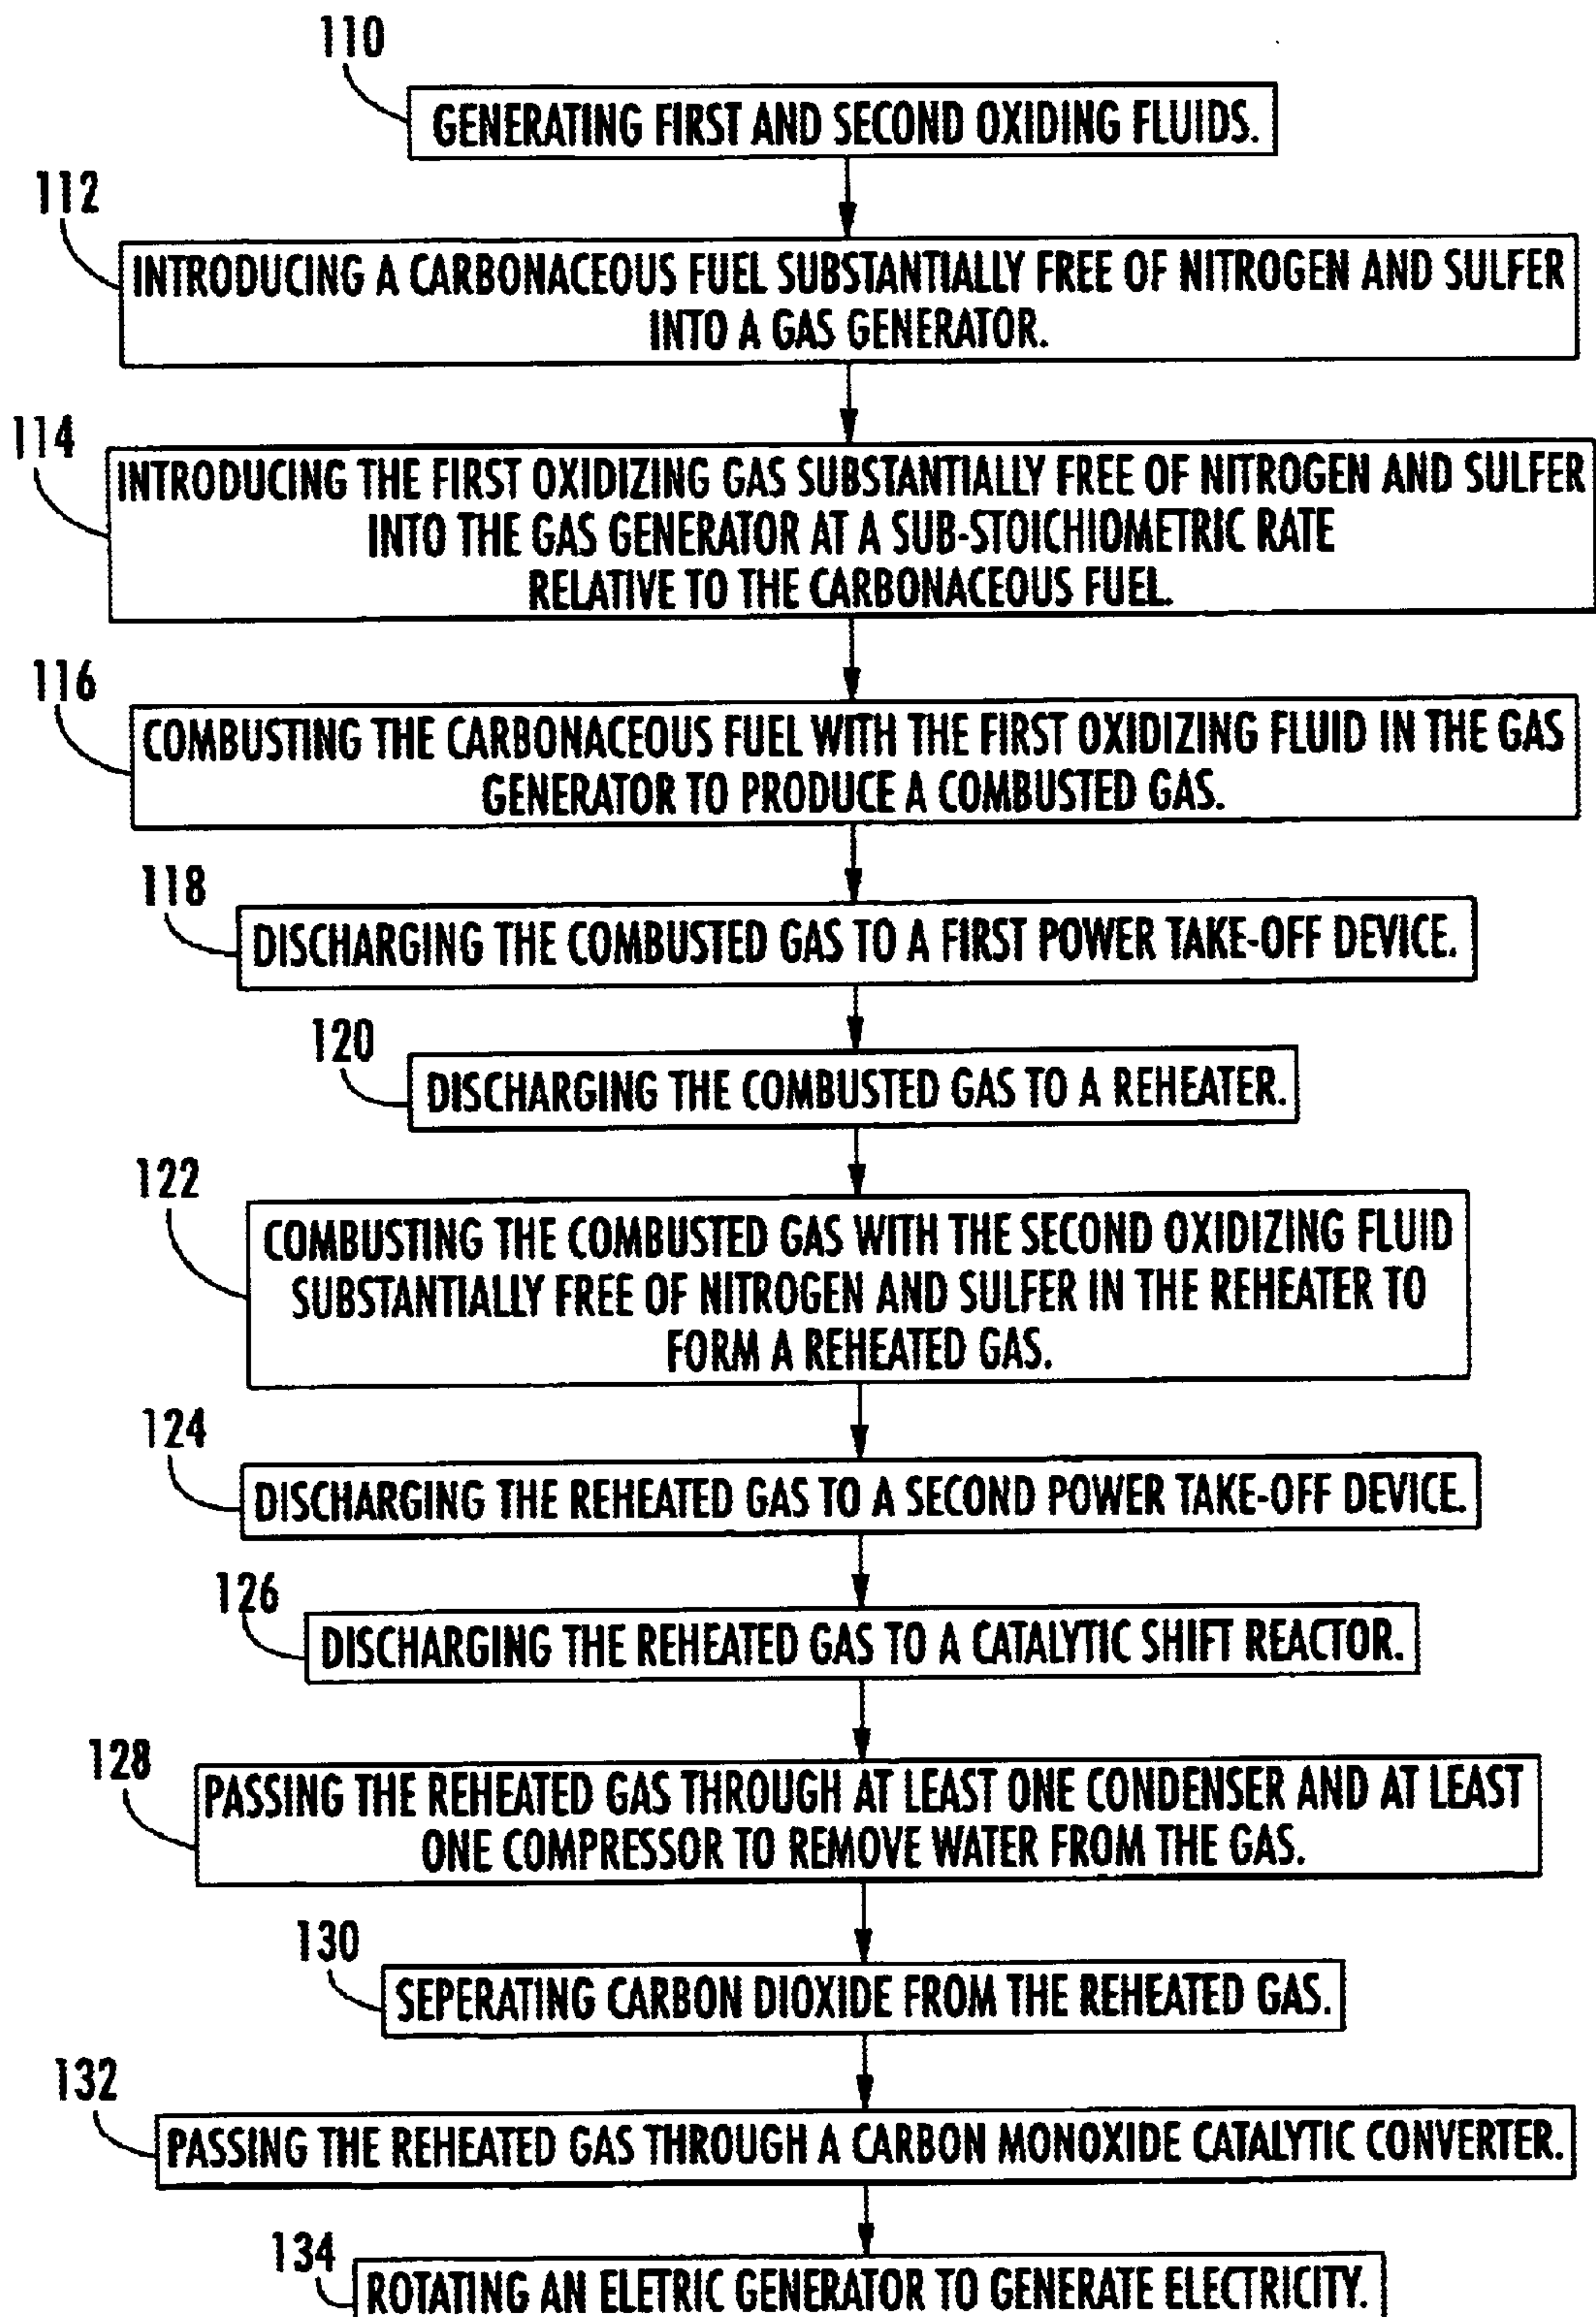 110
GENERATING FIRST AND SECOND OXIDING FLUIDS.
112
INTRODUCING A CARBONACEOUS FUEL SUBSTANTIALLY FREE OF NITROGEN AND SULFER
INTO A GAS GENERATOR.
114
INTRODUCING THE FIRST OXIDIZING GAS SUBSTANTIALLY FREE OF NITROGEN AND SULFER
INTO THE GAS GENERATOR AT A SUB-STOICHIOMETRIC RATE
RELATIVE TO THE CARBONACEOUS FUEL.
116
COMBUSTING THE CARBONACEOUS FUEL WITH THE FIRST OXIDIZING FLUID IN THE GAS
GENERATOR TO PRODUCE A COMBUSTED GAS.
118
DISCHARGING THE COMBUSTED GAS TO A FIRST POWER TAKE-OFF DEVICE.
120
DISCHARGING THE COMBUSTED GAS TO A REHEATER.
122
COMBUSTING THE COMBUSTED GAS WITH THE SECOND OXIDIZING FLUID
SUBSTANTIALLY FREE OF NITROGEN AND SULFER IN THE REHEATER TO
FORM A REHEATED GAS.
124
DISCHARGING THE REHEATED GAS TO A SECOND POWER TAKE-OFF DEVICE.
126
DISCHARGING THE REHEATED GAS TO A CATALYTIC SHIFT REACTOR.
128
PASSING THE REHEATED GAS THROUGH AT LEAST ONE CONDENSER AND AT LEAST
ONE COMPRESSOR TO REMOVE WATER FROM THE GAS.
130
SEPERATING CARBON DIOXIDE FROM THE REHEATED GAS.
132
PASSING THE REHEATED GAS THROUGH A CARBON MONOXIDE CATALYTIC CONVERTER.
134
ROTATING AN ELETRIC GENERATOR TO GENERATE ELECTRICITY.